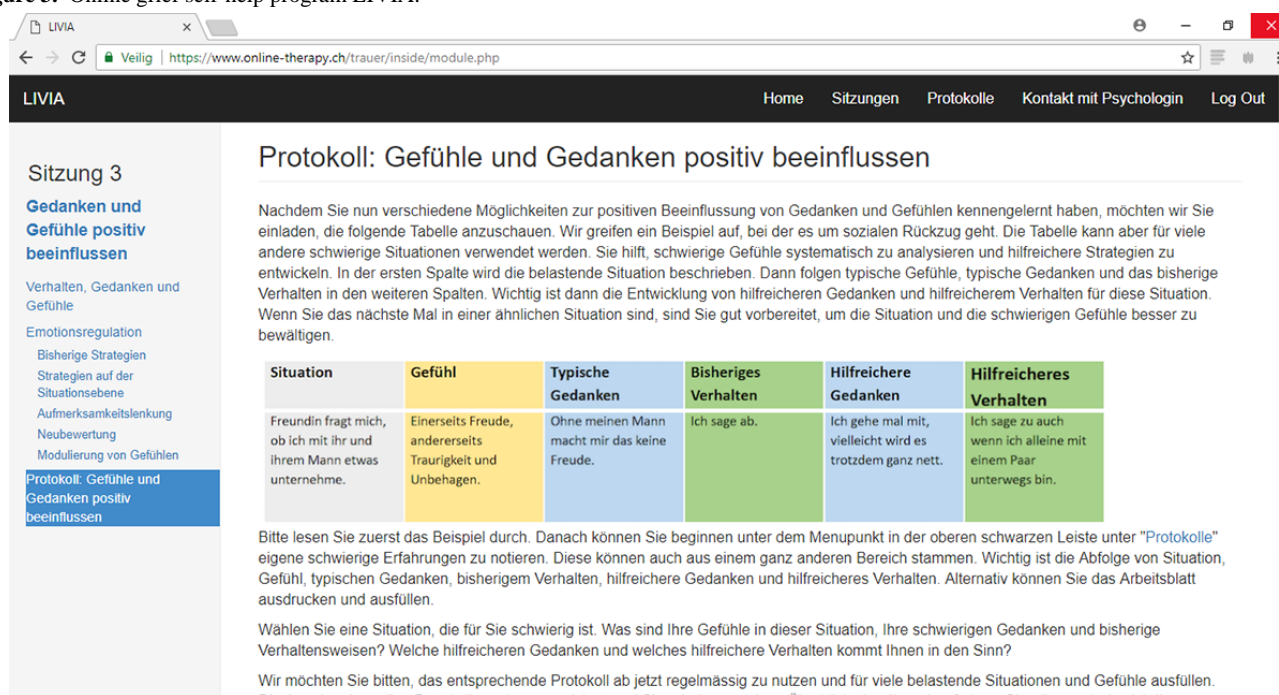 Online grief self-help program LIVIA.
LIVIA
Veilig | https://www.online-therapy.ch/trauer/inside/module.php
LIVIA Home Sitzungen Protokolle Kontakt mit Psychologin Log Out
Sitzung 3
Gedanken und
Gefühle positiv
beeinflussen
Verhalten, Gedanken und
Gefühle
Emotionsregulation
Bisherige Strategien
Strategien auf der
Situationsebene
Aufmerksamkeitslenkung
Neubewertung
Modulierung von Gefühlen
Protokoll: Gefühle und
Gedanken positiv
beeinflussen
Protokoll: Gefühle und Gedanken positiv beeinflussen
Nachdem Sie nun verschiedene Möglichkeiten zur positiven Beeinflussung von Gedanken und Gefühlen kennengelernt haben, möchten wir Sie
einladen, die folgende Tabelle anzuschauen. Wir greifen ein Beispiel auf, bei der es um sozialen Rückzug geht. Die Tabelle kann aber für viele
andere schwierige Situationen verwendet werden. Sie hilft, schwierige Gefühle systematisch zu analysieren und hilfreichere Strategien zu
entwickeln. In der ersten Spalte wird die belastende Situation beschrieben. Dann folgen typische Gefühle, typische Gedanken und das bisherige
Verhalten in den weiteren Spalten. Wichtig ist dann die Entwicklung von hilfreicheren Gedanken und hilfreicherem Verhalten für diese Situation.
Wenn Sie das nächste Mal in einer ähnlichen Situation sind, sind Sie gut vorbereitet, um die Situation und die schwierigen Gefühle besser zu
bewältigen.
Situation
Gefühl
Typische
Gedanken
Bisheriges
Verhalten
Hilfreichere
Gedanken
Hilfreicheres
Verhalten
Freundin fragt mich,
ob ich mit ihr und
ihrem Mann etwas
unternehme.
Einerseits Freude,
andererseits
Traurigkeit und
Unbehagen.
Ohne meinen Mann
macht mir das keine
Freude.
Ich sage ab.
Ich gehe mal mit,
vielleicht wird es
trotzdem ganz nett.
Ich sage zu auch
wenn ich alleine mit
einem Paar
unterwegs bin.
Bitte lesen Sie zuerst das Beispiel durch. Danach können Sie beginnen unter dem Menupunkt in der oberen schwarzen Leiste unter "Protokolle"
eigene schwierige Erfahrungen zu notieren. Diese können auch aus einem ganz anderen Bereich stammen. Wichtig ist die Abfolge von Situation,
Gefühl, typischen Gedanken, bisherigem Verhalten, hilfreichere Gedanken und hilfreicheres Verhalten. Alternativ können Sie das Arbeitsblatt
ausdrucken und ausfüllen.
Wählen Sie eine Situation, die für Sie schwierig ist. Was sind Ihre Gefühle in dieser Situation, Ihre schwierigen Gedanken und bisherige
Verhaltensweisen? Welche hilfreicheren Gedanken und welches hilfreichere Verhalten kommt Ihnen in den Sinn?
Wir möchten Sie bitten, das entsprechende Protokoll ab jetzt regelmässig zu nutzen und für viele belastende Situationen und Gefühle ausfüllen.